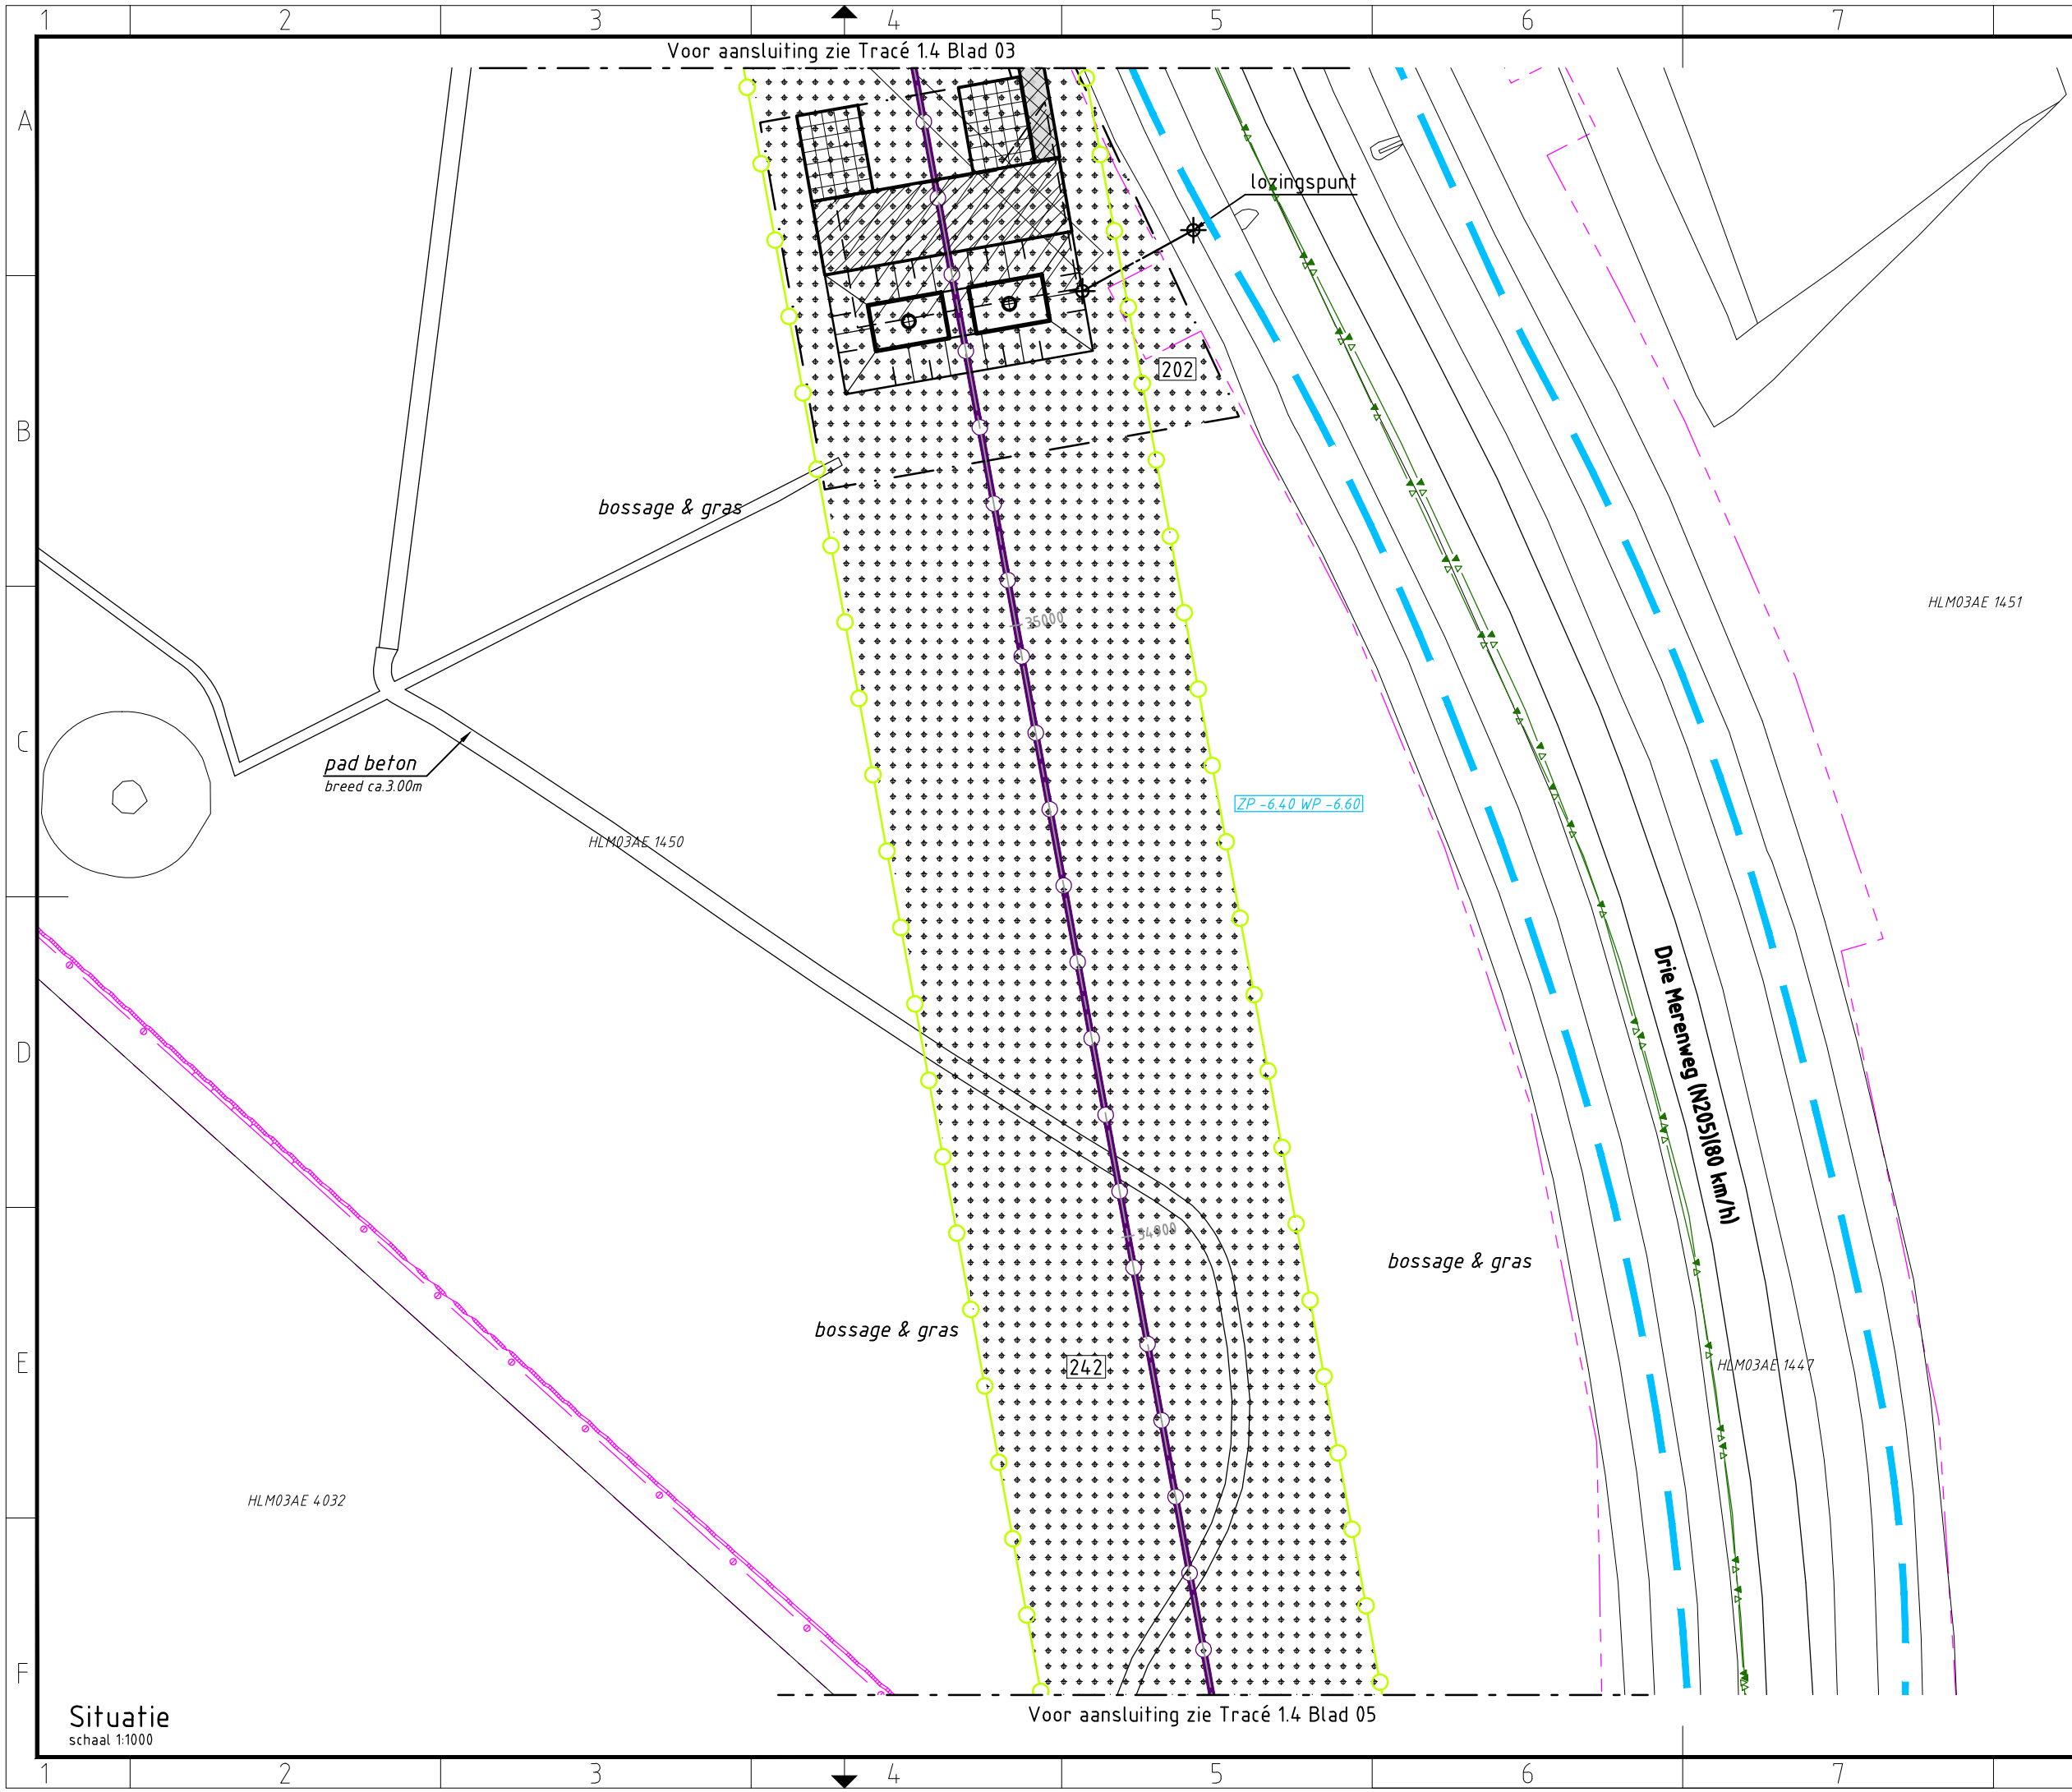 1 2 3 4 5 6 7
Voor aansluiting zie Tracé 1.4 Blad 03
A
lozingspunt
202
B
bossage & gras
HLM03AE 1451
35000
C
pad beton
breed ca.3.00m
ZP -6.40 WP -6.60
HLM03AE 1450
D
Drie Merenweg (N205)(80 km/h)
34900
bossage & gras
bossage & gras
E
242
HLM03AE 1447
HLM03AE 4032
F
Voor aansluiting zie Tracé 1.4 Blad 05
Situatie
schaal 1:1000
1 2 3 4 5 6 7